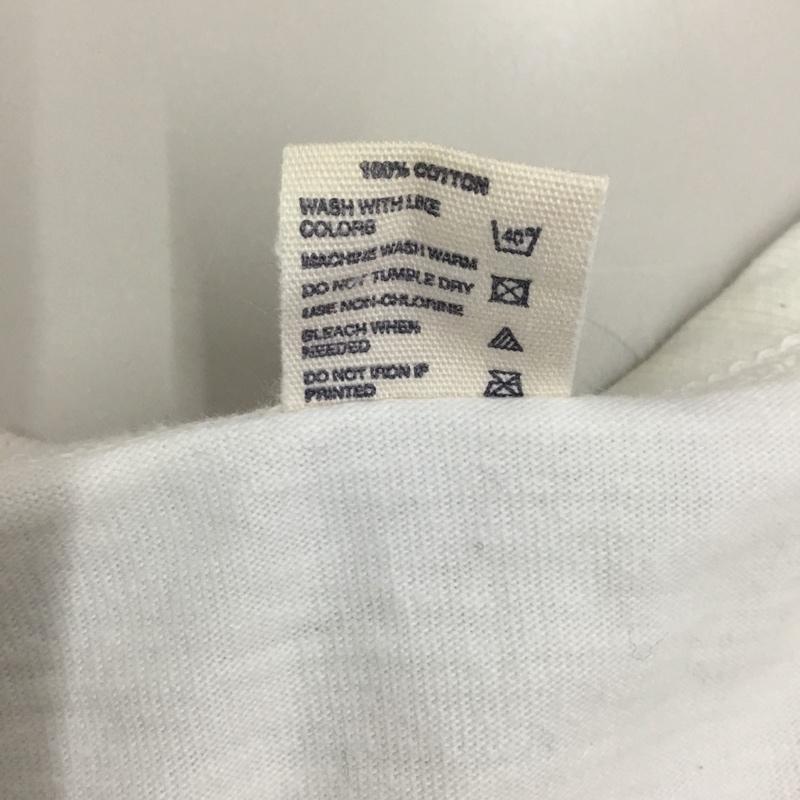 100% COTTON
WASH WITH LIKE
COLORS
40
MACHINE WASH WARM
DO NOT TUMBLE DRY
USE NON-CHLORINE
BLEACH WHEN
NEEDED
DO NOT IRON IF
PRINTED